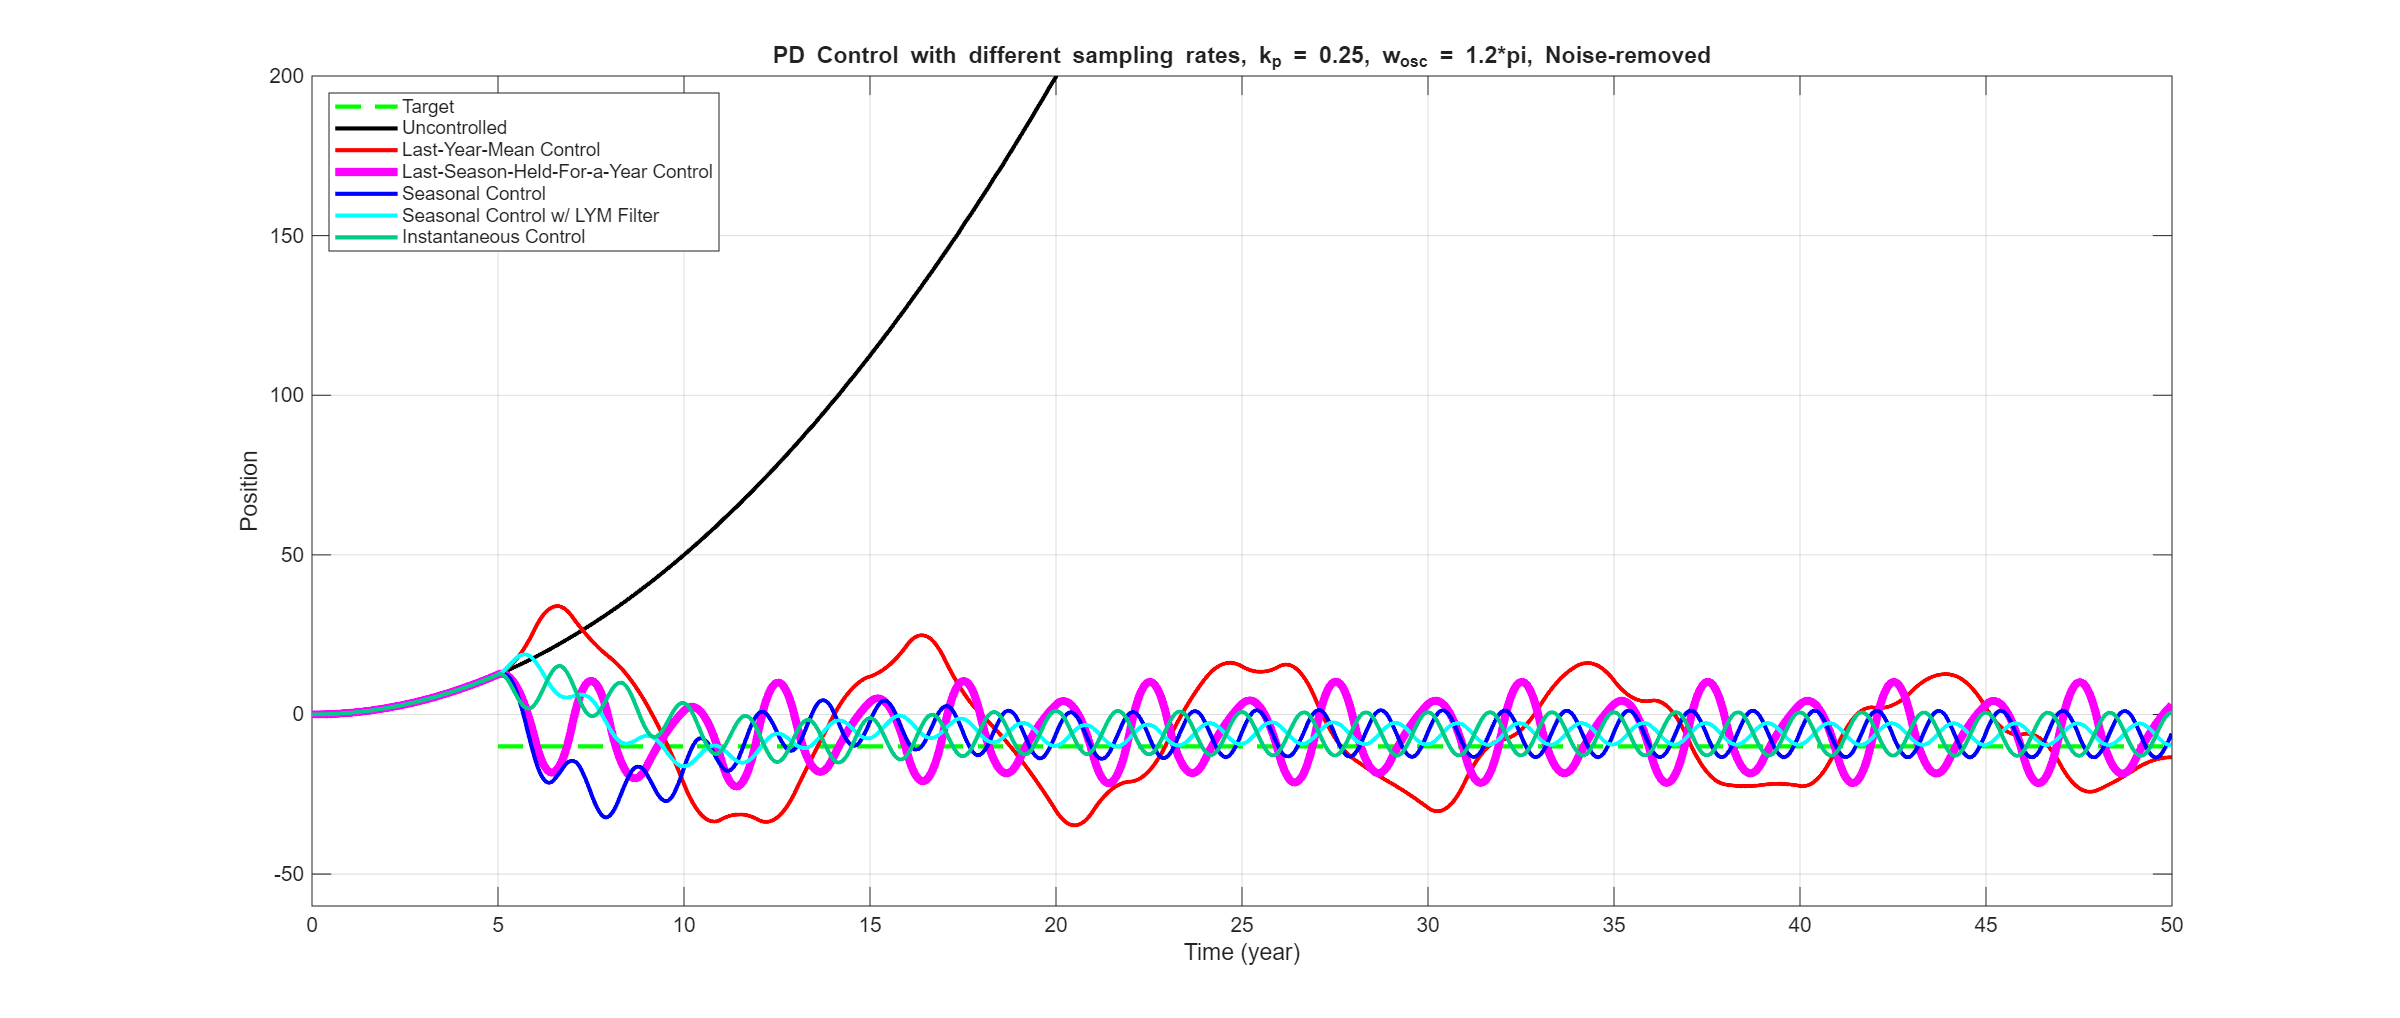 PD Control with different sampling rates, kp = 0.25, wosc = 1.2*pi, Noise-removed
200
150
100
50
0
-50
Position
Target
Uncontrolled
Last-Year-Mean Control
Last-Season-Held-For-a-Year Control
Seasonal Control
Seasonal Control w/ LYM Filter
Instantaneous Control
0 5 10 15 20 25 30 35 40 45 50
Time (year)